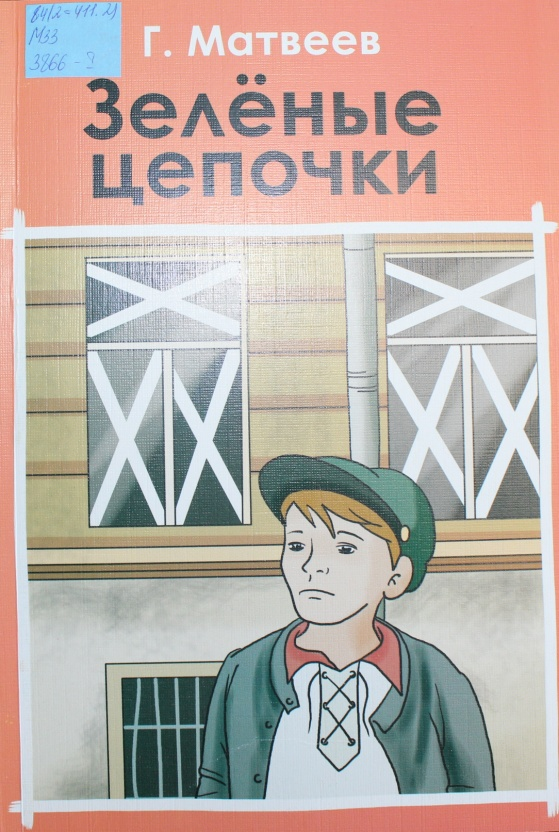 84(2=411.2)
М33
3866 - I
Г. Матвеев
Зелёные
цепочки